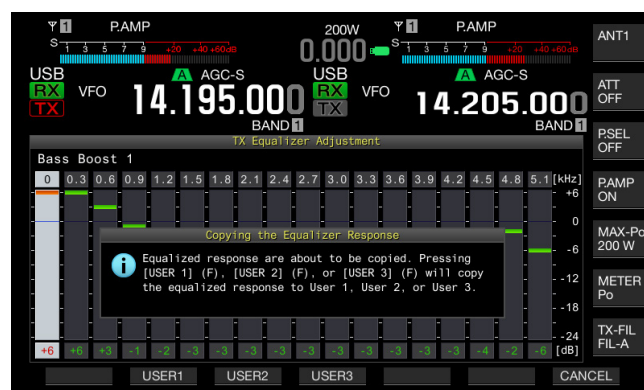 1 P.AMP 200W 1 P.AMP ANT1
S 1 3 5 7 9 +20 +40 +60dB 0.000 S 1 3 5 7 9 +20 +40 +60dB
USB A AGC-S USB A AGC-S ATT
RX VFO 14.195.000 RX VFO 14.205.000 OFF
TX TX
BAND 1 BAND 1
P.SEL
OFF
TX Equalizer Adjustment
Bass Boost 1
0 0.3 0.6 0.9 1.2 1.5 1.8 2.1 2.4 2.7 3.0 3.3 3.6 3.9 4.2 4.5 4.8 5.1 [kHz]
P.AMP
ON
+6
0
-6
-12
-18
-24
Copying the Equalizer Response
Equalized response are about to be copied. Pressing
[USER 1] (F), [USER 2] (F), or [USER 3] (F) will copy
the equalized response to User 1, User 2, or User 3.
MAX-Po
200 W
METER
Po
TX-FIL
FIL-A
+6 +6 +3 -1 -2 -3 -3 -3 -3 -3 -3 -3 -3 -3 -3 -4 -2 -6 [dB]
USER1 USER2 USER3 CANCEL